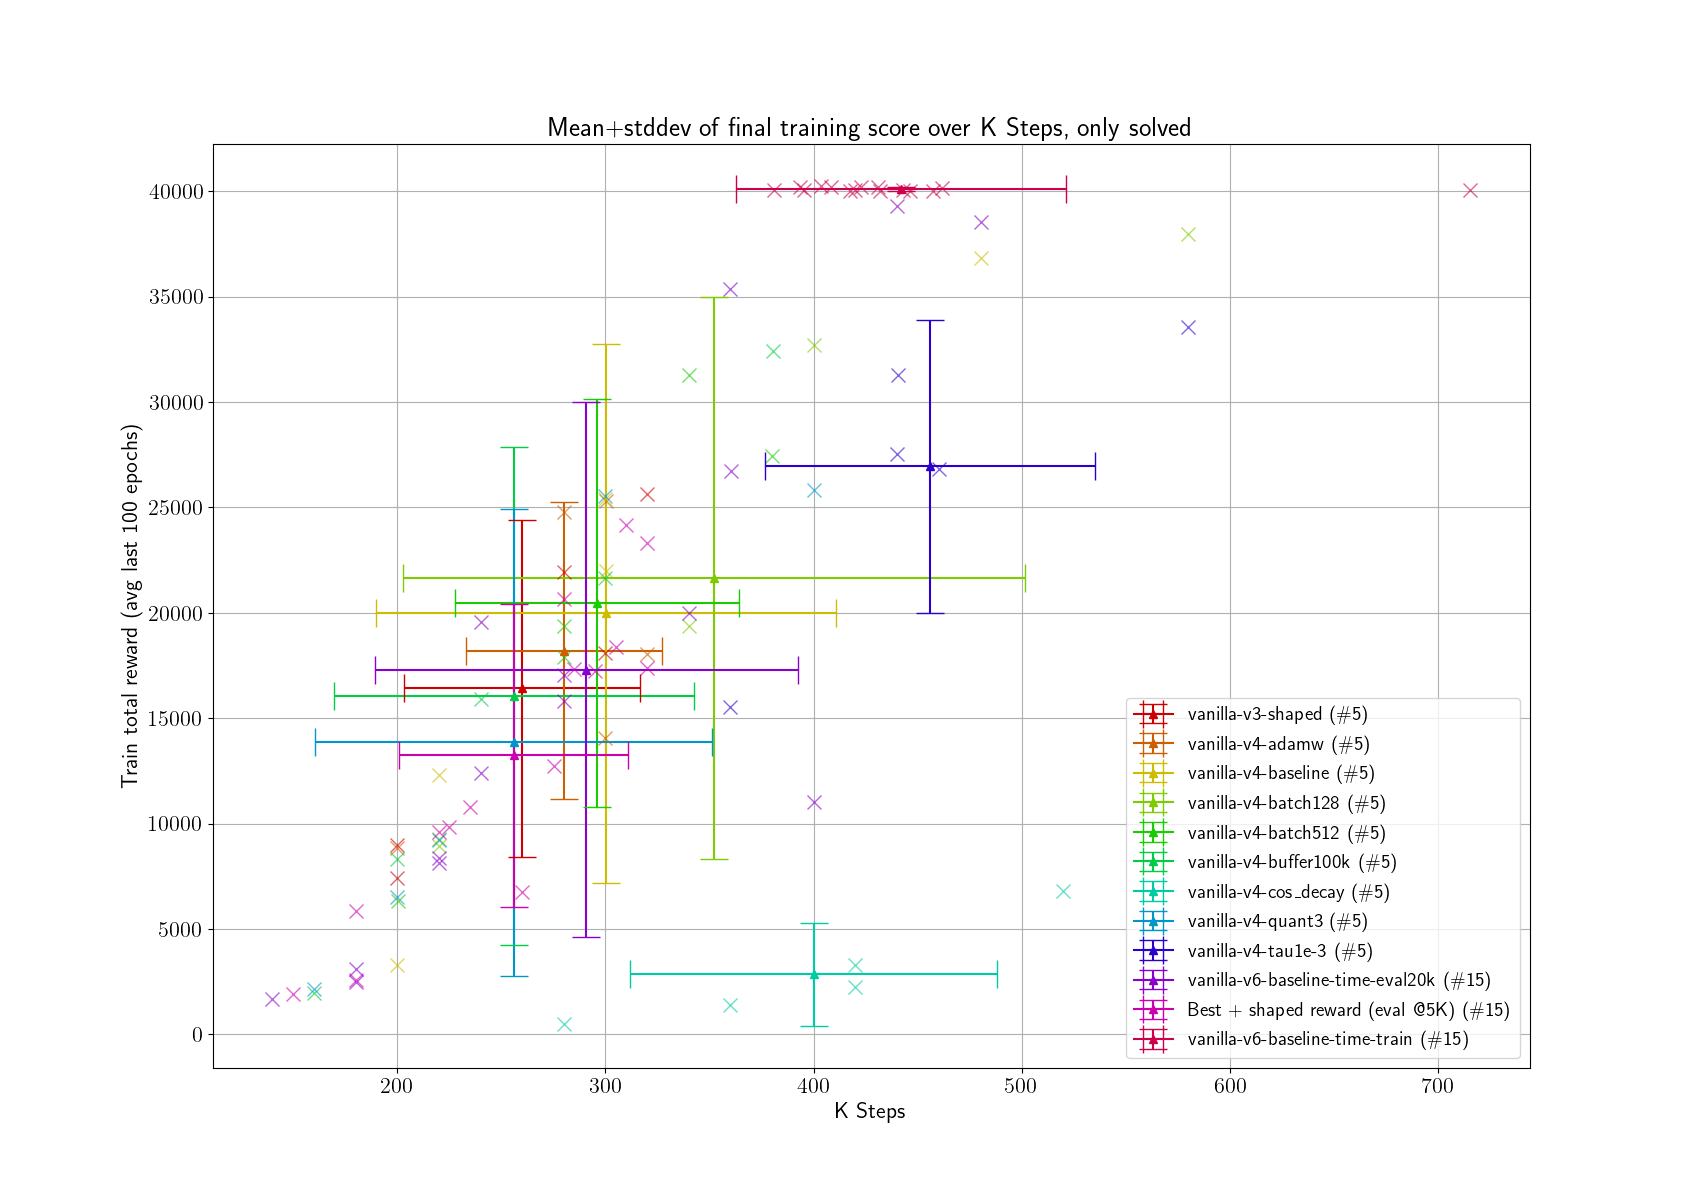 Mean+stddev of final training score over K Steps, only solved
Train total reward (avg last 100 epochs)
40000
35000
30000
25000
20000
15000
10000
5000
0
vanilla-v3-shaped (#5)
vanilla-v4-adamw (#5)
vanilla-v4-baseline (#5)
vanilla-v4-batch128 (#5)
vanilla-v4-batch512 (#5)
vanilla-v4-buffer100k (#5)
vanilla-v4-cos_decay (#5)
vanilla-v4-quant3 (#5)
vanilla-v4-tau1e-3 (#5)
vanilla-v6-baseline-time-eval20k (#15)
Best + shaped reward (eval @5K) (#15)
vanilla-v6-baseline-time-train (#15)
200 300 400 500 600 700
K Steps